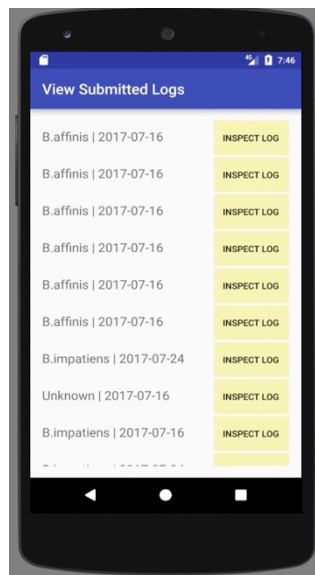 4G 7:46
View Submitted Logs
B.affinis | 2017-07-16 INSPECT LOG
B.affinis | 2017-07-16 INSPECT LOG
B.affinis | 2017-07-16 INSPECT LOG
B.affinis | 2017-07-16 INSPECT LOG
B.affinis | 2017-07-16 INSPECT LOG
B.affinis | 2017-07-16 INSPECT LOG
B.impatiens | 2017-07-24 INSPECT LOG
Unknown | 2017-07-16 INSPECT LOG
B.impatiens | 2017-07-16 INSPECT LOG